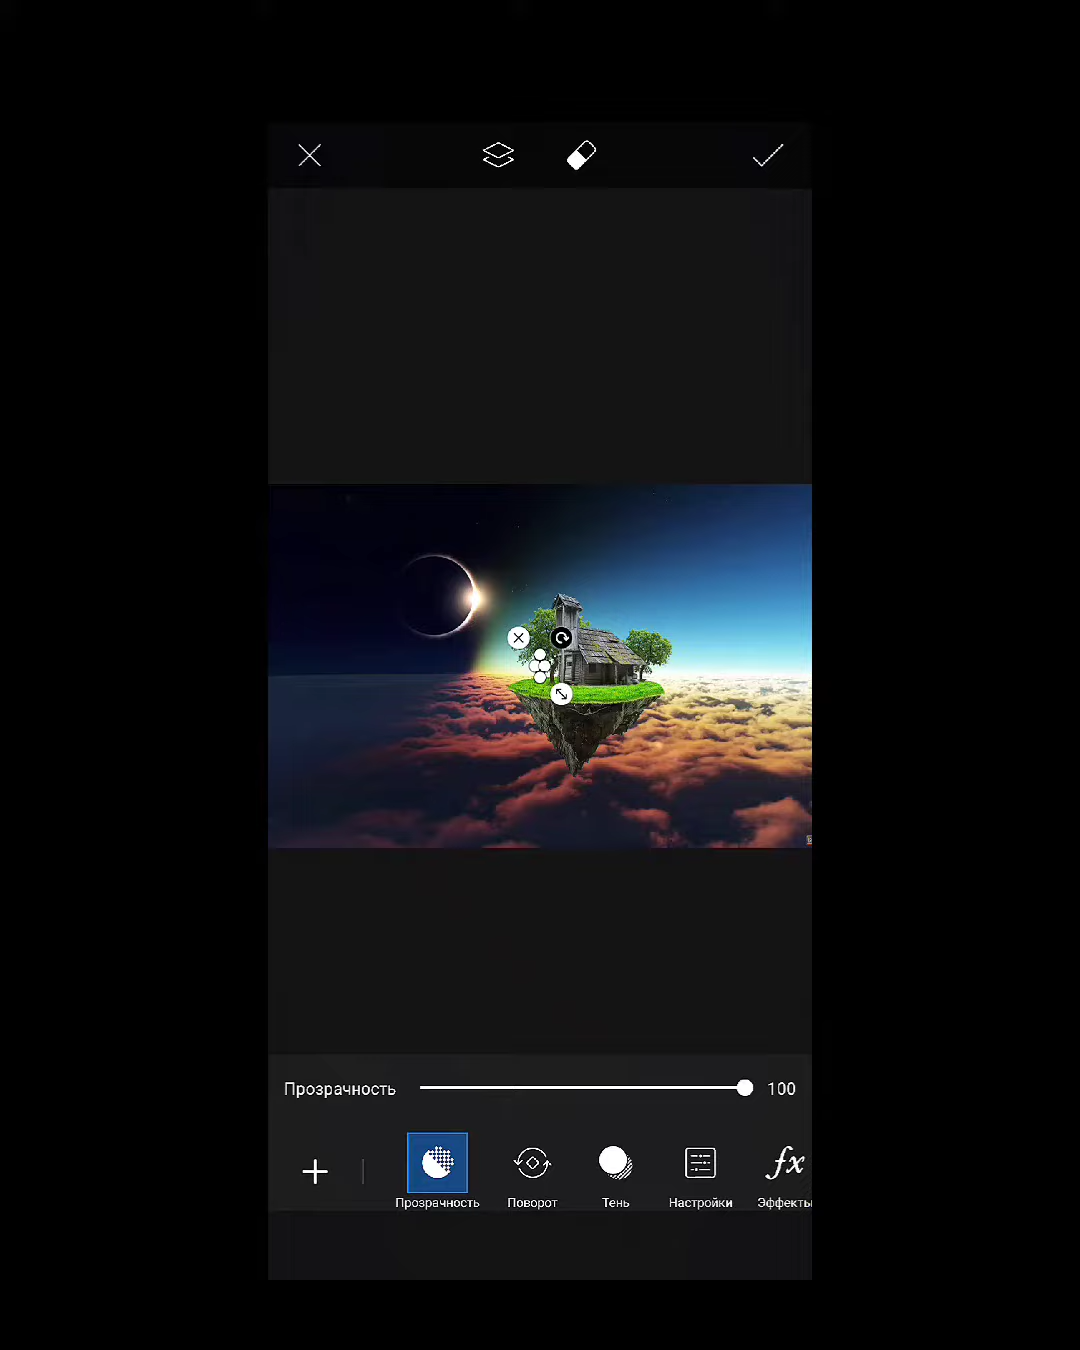 Прозрачность 100
Прозрачность Поворот Тень Настройки Эффекты